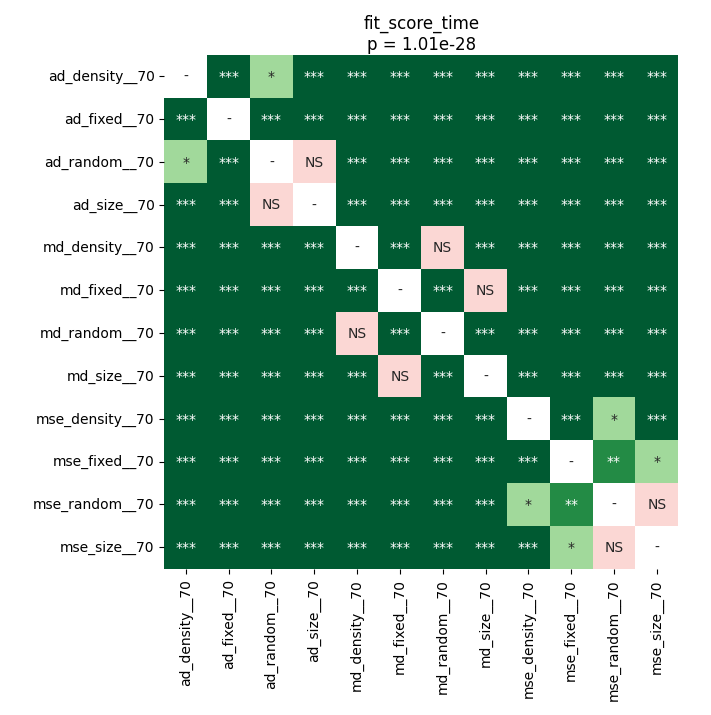 fit_score_time
p = 1.01e-28
ad_density__70 - *** * *** *** *** *** *** *** *** *** ***
ad_fixed__70 *** - *** *** *** *** *** *** *** *** *** ***
ad_random__70 * *** - NS *** *** *** *** *** *** *** ***
ad_size__70 *** *** NS - *** *** *** *** *** *** *** ***
md_density__70 *** *** *** *** - *** NS *** *** *** *** ***
md_fixed__70 *** *** *** *** *** - *** NS *** *** *** ***
md_random__70 *** *** *** *** NS *** - *** *** *** *** ***
md_size__70 *** *** *** *** *** NS *** - *** *** *** ***
mse_density__70 *** *** *** *** *** *** *** *** - *** * ***
mse_fixed__70 *** *** *** *** *** *** *** *** *** - ** *
mse_random__70 *** *** *** *** *** *** *** *** * ** - NS
mse_size__70 *** *** *** *** *** *** *** *** *** * NS -
ad_density__70
ad_fixed__70
ad_random__70
ad_size__70
md_density__70
md_fixed__70
md_random__70
md_size__70
mse_density__70
mse_fixed__70
mse_random__70
mse_size__70